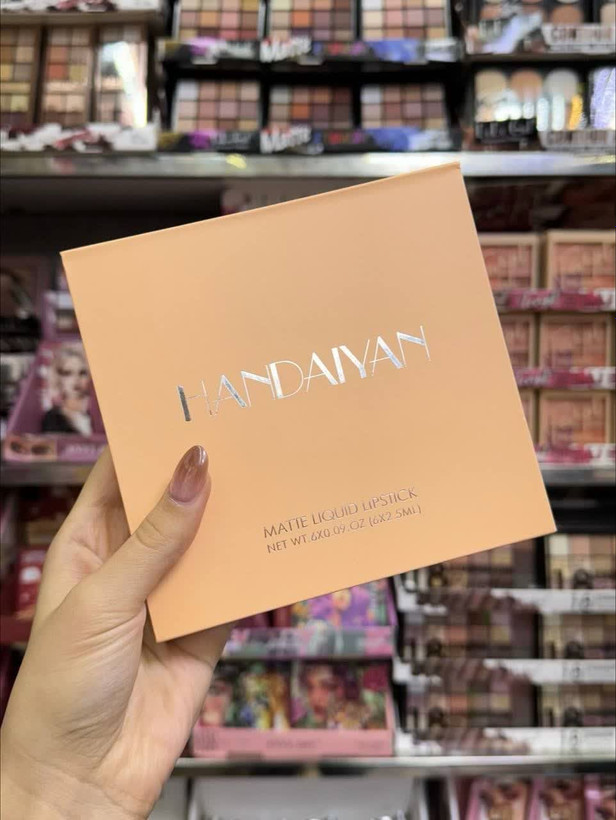 HANDAIYAN
MATTE LIQUID LIPSTICK
NET WT.6X0.09.OZ (6X2.5ML)